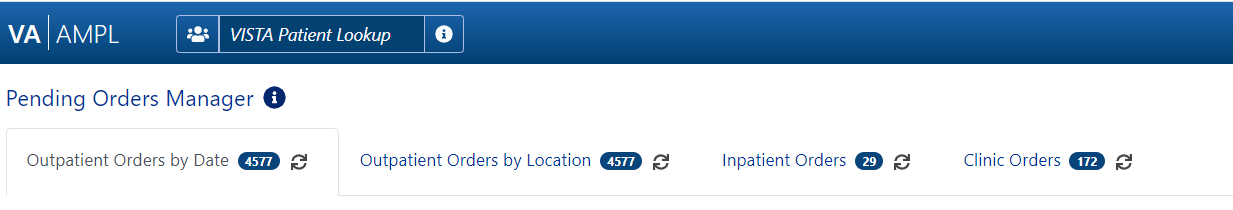 VA AMPL VISTA Patient Lookup
Pending Orders Manager
Outpatient Orders by Date 4577 Outpatient Orders by Location 4577 Inpatient Orders 29 Clinic Orders 172